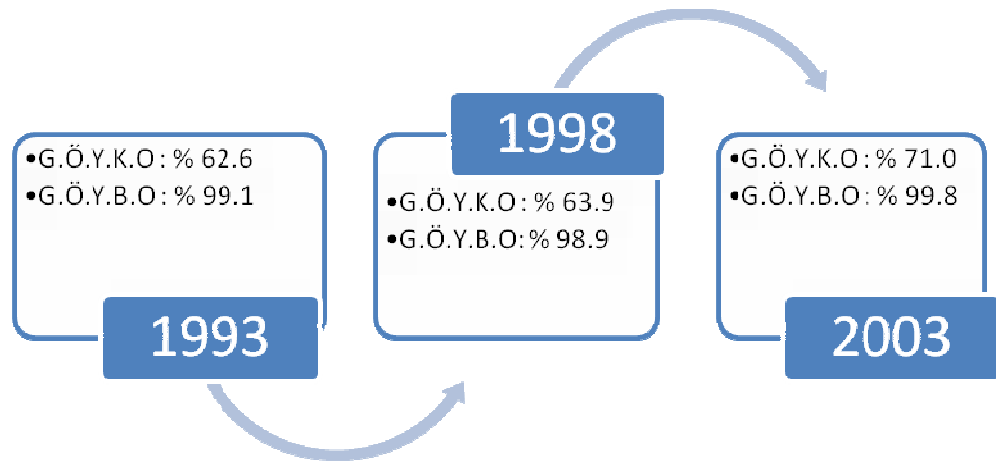 •G.Ö.Y.K.O : % 62.6
•G.Ö.Y.B.O : % 99.1
1993
1998
•G.Ö.Y.K.O : % 63.9
•G.Ö.Y.B.O: % 98.9
•G.Ö.Y.K.O : % 71.0
•G.Ö.Y.B.O : % 99.8
2003